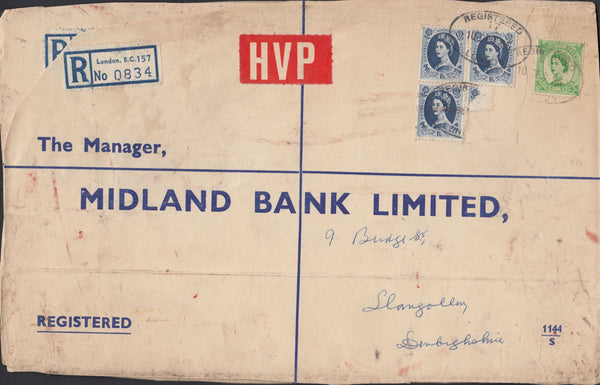 R
R London, E.C.157
No 0834
HVP
REGISTERED
The Manager,
MIDLAND BANK LIMITED,
9 Bridge St
Llangollen
Denbighshire
REGISTERED
1144
S